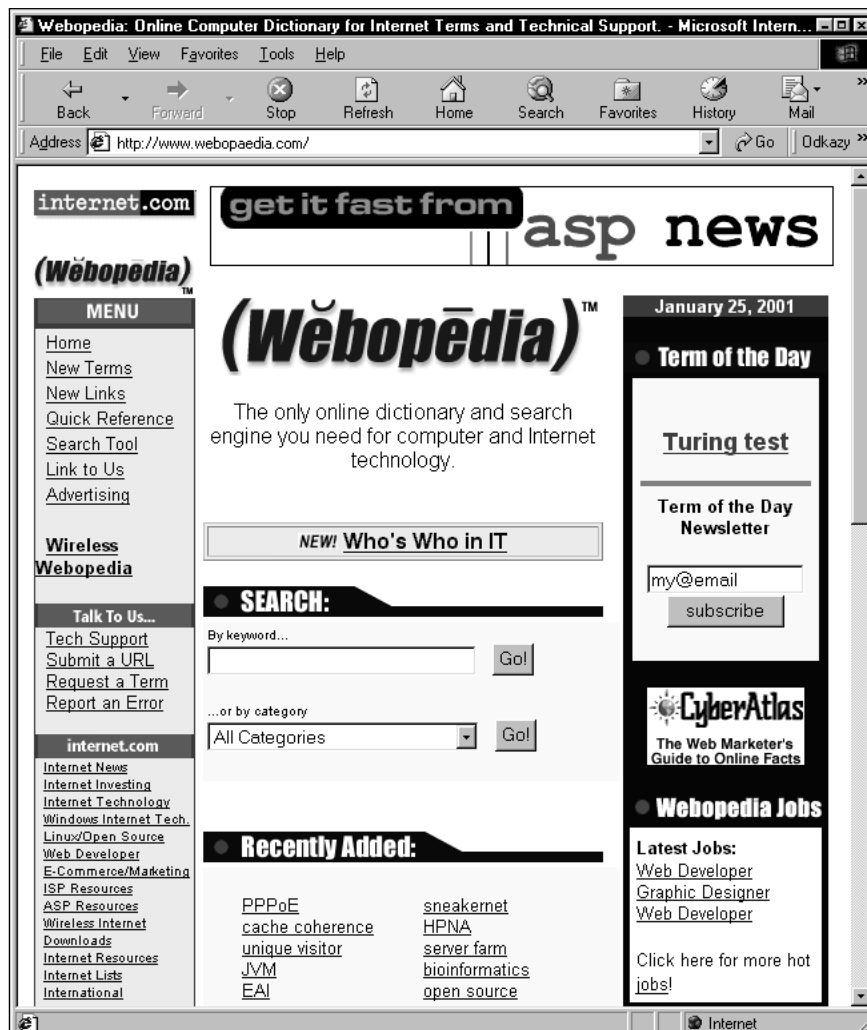 Webopedia: Online Computer Dictionary for Internet Terms and Technical Support. - Microsoft Intern...
File Edit View Favorites Tools Help
Back Forward Stop Refresh Home Search Favorites History Mail »
Address http://www.webopaedia.com/ Go Odkazy »
internet.com
get it fast from
asp news
(Wĕbopēdia)™
MENU
Home
New Terms
New Links
Quick Reference
Search Tool
Link to Us
Advertising
Wireless
Webopedia
Talk To Us...
Tech Support
Submit a URL
Request a Term
Report an Error
internet.com
Internet News
Internet Investing
Internet Technology
Windows Internet Tech.
Linux/Open Source
Web Developer
E-Commerce/Marketing
ISP Resources
ASP Resources
Wireless Internet
Downloads
Internet Resources
Internet Lists
International
(Wĕbopēdia)™
The only online dictionary and search
engine you need for computer and Internet
technology.
NEW! Who's Who in IT
SEARCH:
By keyword...
Go!
...or by category
All Categories Go!
Recently Added:
PPPoE sneakernet
cache coherence HPNA
unique visitor server farm
JVM bioinformatics
EAI open source
January 25, 2001
Term of the Day
Turing test
Term of the Day
Newsletter
my@email
subscribe
CyberAtlas
The Web Marketer's
Guide to Online Facts
Webopedia Jobs
Latest Jobs:
Web Developer
Graphic Designer
Web Developer
Click here for more hot
jobs!
Internet